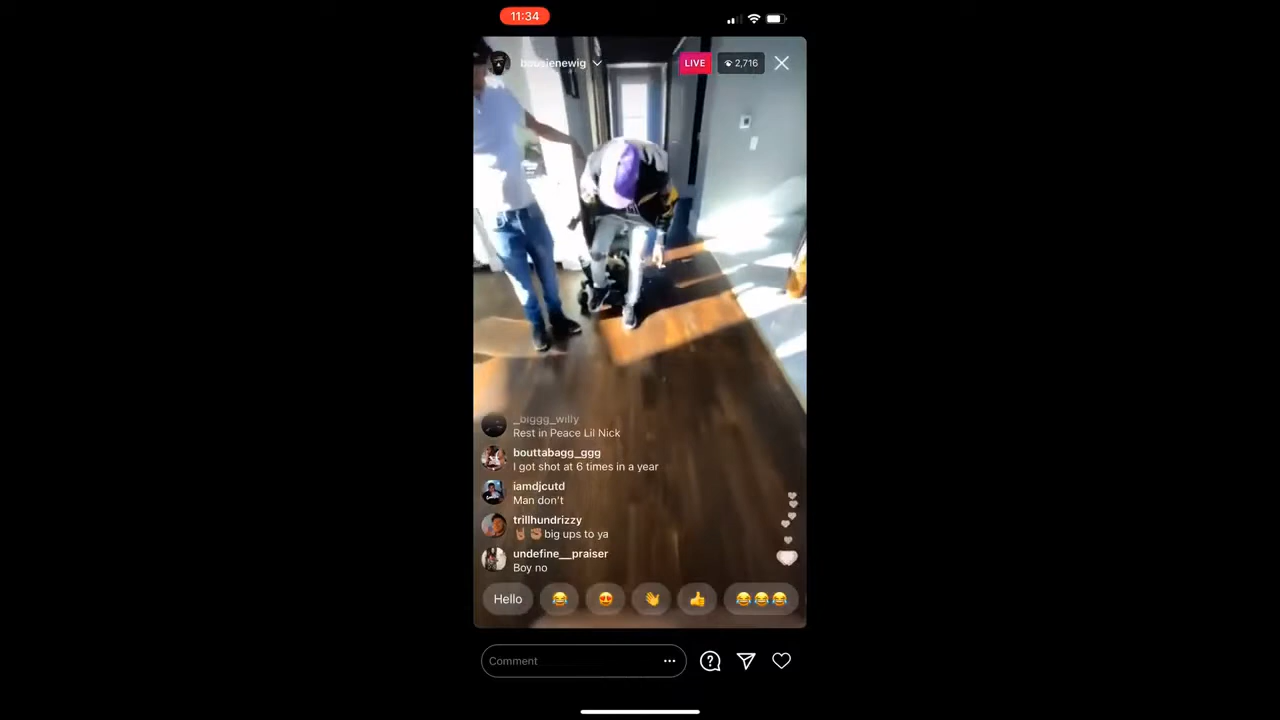 11:34
bousienewig
LIVE
2,716
_biggg_willy
Rest in Peace Lil Nick
bouttabagg_ggg
I got shot at 6 times in a year
iamdjcutd
Man don't
trillhundrizzy
🤘🏽✊🏽big ups to ya
undefine__praiser
Boy no
Hello
😂
😍
👋
👍
😂😂😂
Comment